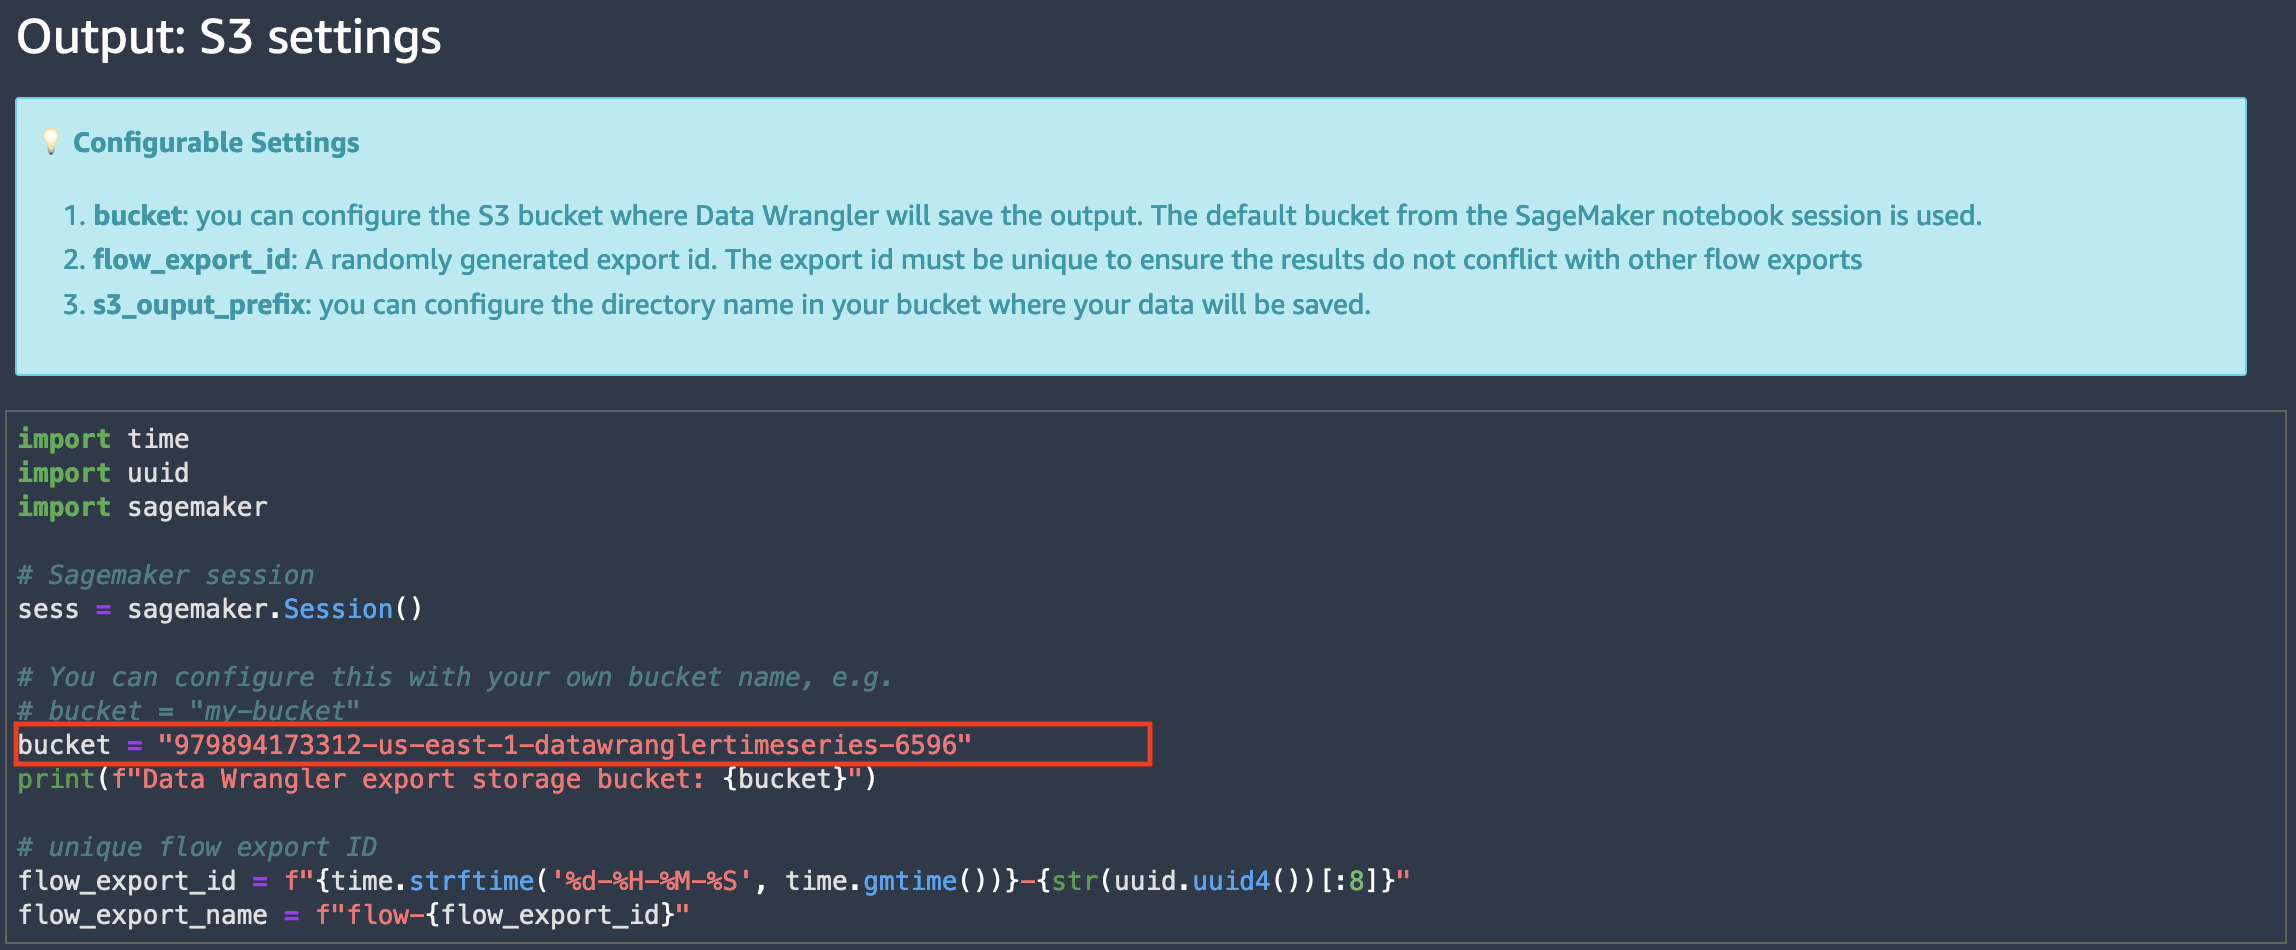 Output: S3 settings
💡 Configurable Settings
1. bucket: you can configure the S3 bucket where Data Wrangler will save the output. The default bucket from the SageMaker notebook session is used.
2. flow_export_id: A randomly generated export id. The export id must be unique to ensure the results do not conflict with other flow exports
3. s3_ouput_prefix: you can configure the directory name in your bucket where your data will be saved.
import time
import uuid
import sagemaker
# Sagemaker session
sess = sagemaker.Session()
# You can configure this with your own bucket name, e.g.
# bucket = "my-bucket"
bucket = "979894173312-us-east-1-datawranglertimeseries-6596"
print(f"Data Wrangler export storage bucket: {bucket}")
# unique flow export ID
flow_export_id = f"{time.strftime('%d-%H-%M-%S', time.gmtime())}-{str(uuid.uuid4())[:8]}"
flow_export_name = f"flow-{flow_export_id}"